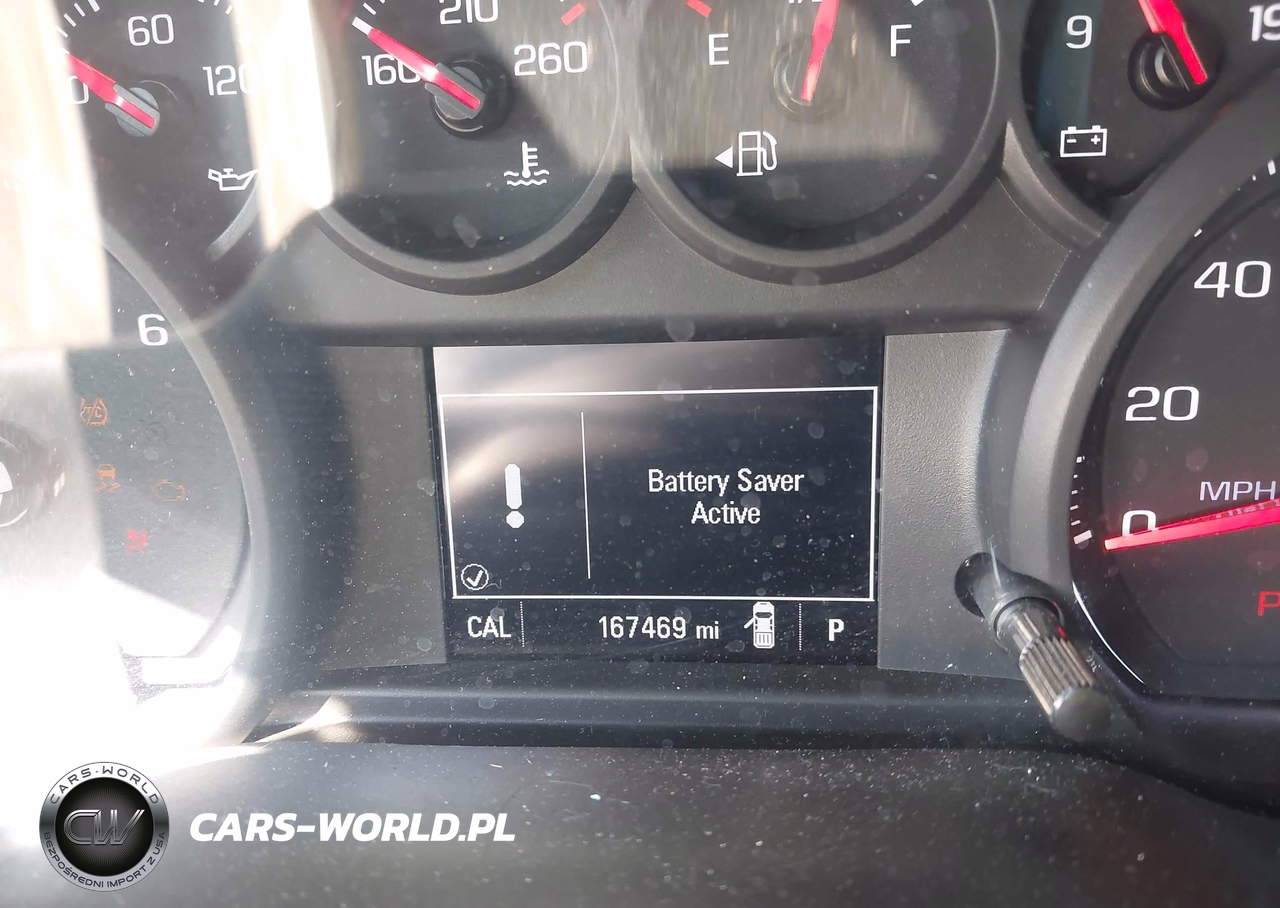 60
120
210
160
260
E
F
9
19
6
40
20
0
MPH
P
Battery Saver
Active
CAL
167469 mi
P
CARS-WORLD
CW
BEZPOŚREDNI IMPORT Z USA
CARS-WORLD.PL